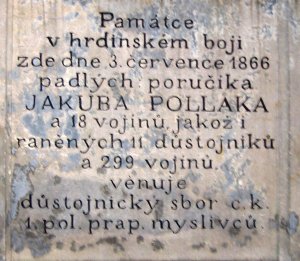 Památce
v hrdinském boji
zde dne 3. července 1866
padlých poručíka
JAKUBA POLLAKA
a 18 vojínů, jakož i
raněných 11 důstojníků
a 299 vojínů.
venuje
důstojnický sbor c.k.
1. pol. prap. myslivců.